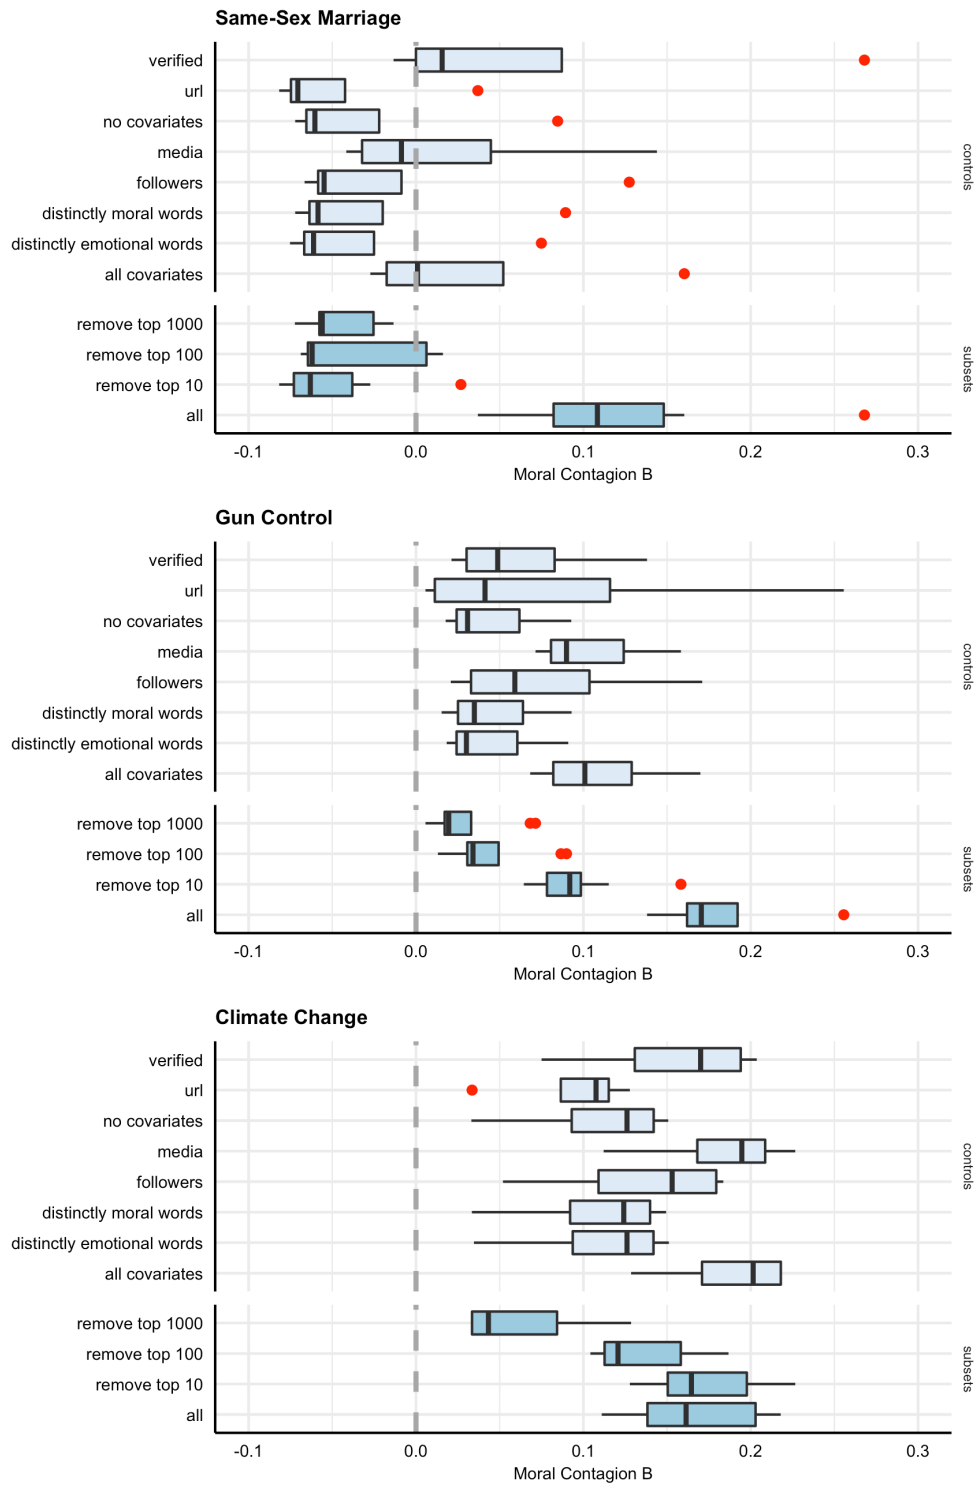 Same-Sex Marriage
verified
url
no covariates
media
followers
distinctly moral words
distinctly emotional words
all covariates
controls
remove top 1000
remove top 100
remove top 10
all
subsets
-0.1 0.0 0.1 0.2 0.3
Moral Contagion B
Gun Control
verified
url
no covariates
media
followers
distinctly moral words
distinctly emotional words
all covariates
controls
remove top 1000
remove top 100
remove top 10
all
subsets
-0.1 0.0 0.1 0.2 0.3
Moral Contagion B
Climate Change
verified
url
no covariates
media
followers
distinctly moral words
distinctly emotional words
all covariates
controls
remove top 1000
remove top 100
remove top 10
all
subsets
-0.1 0.0 0.1 0.2 0.3
Moral Contagion B